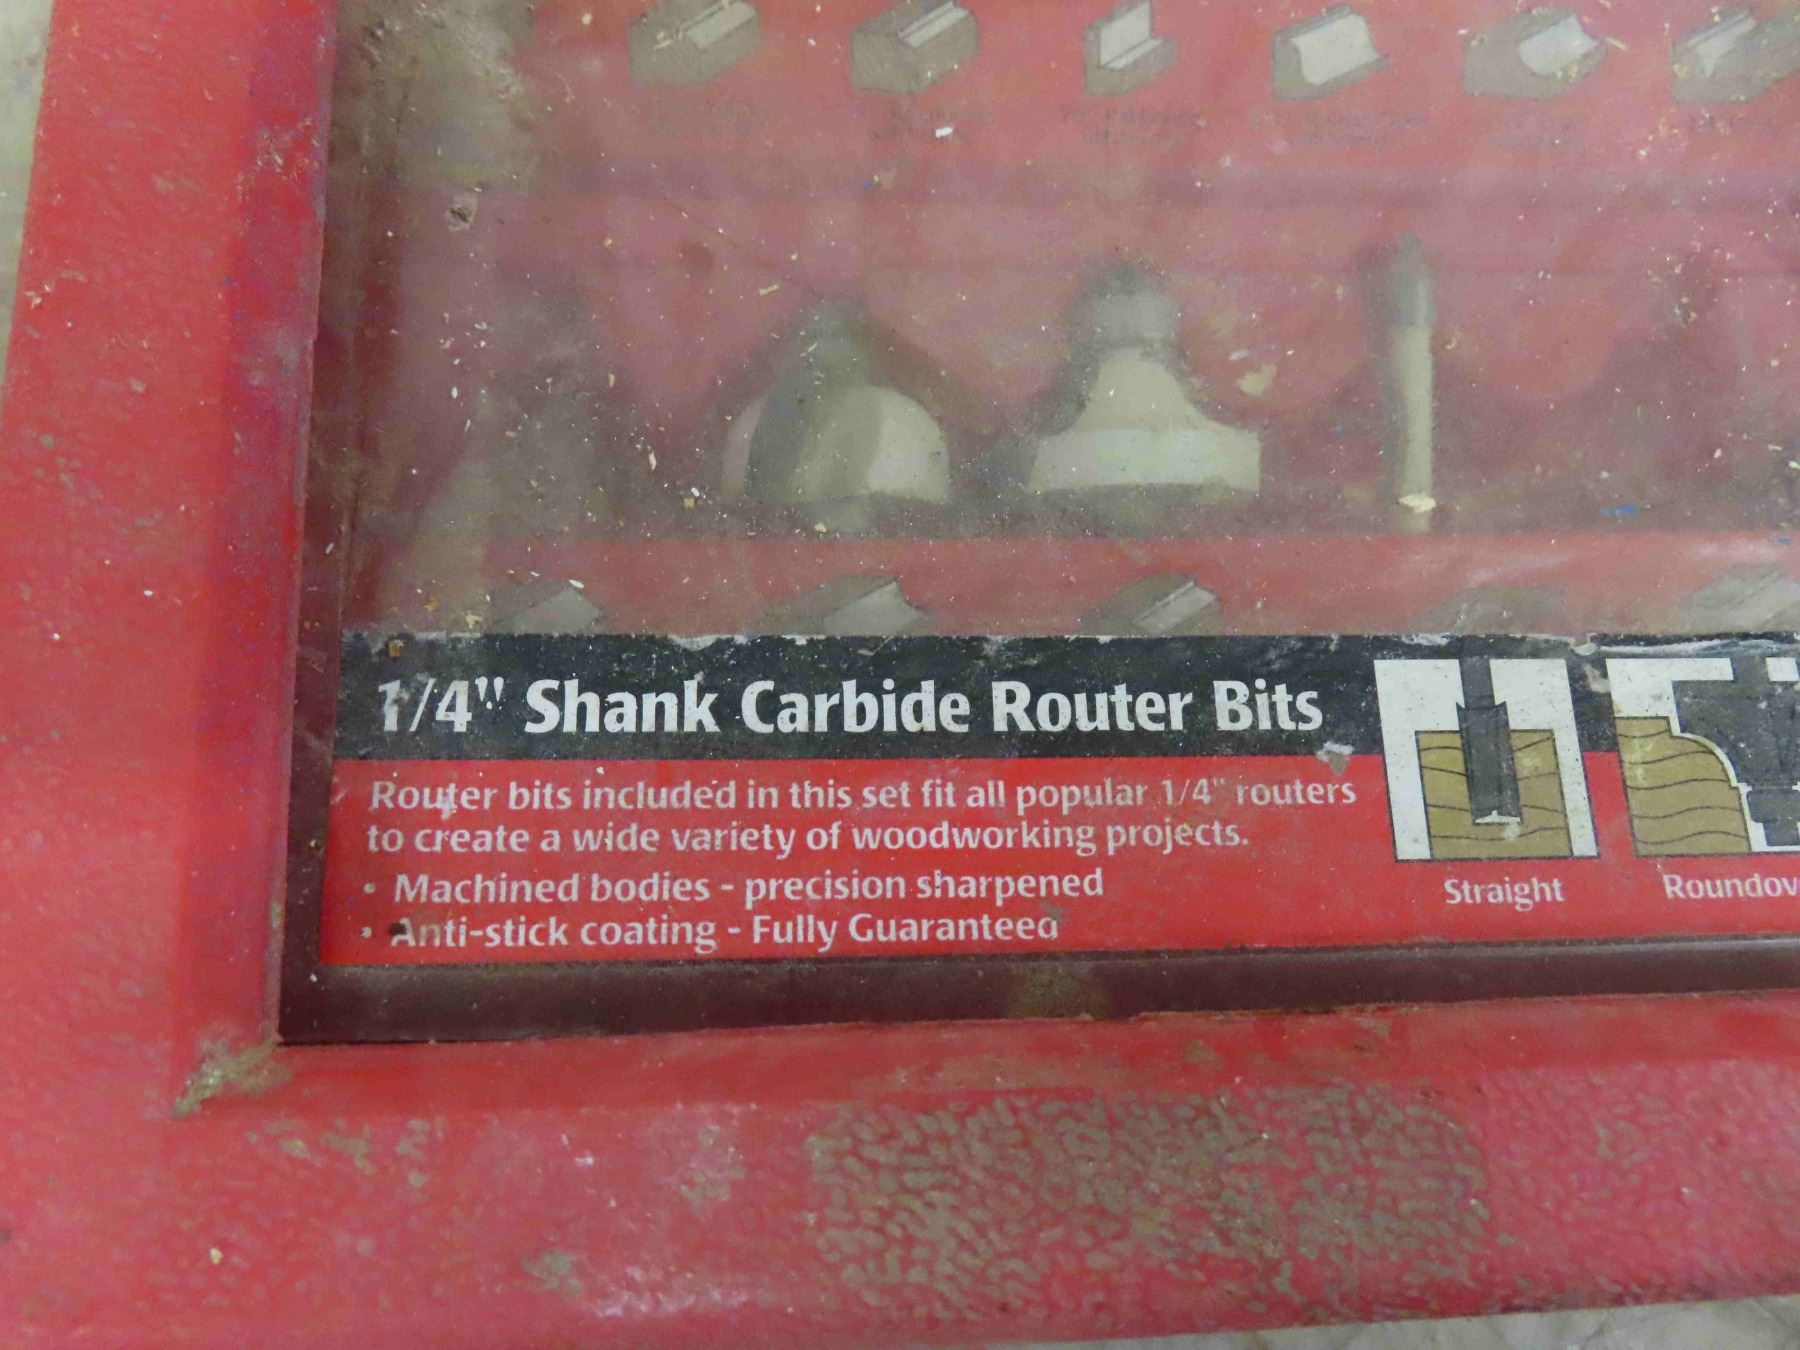 1/4" Shank Carbide Router Bits
Router bits included in this set fit all popular 1/4" routers
to create a wide variety of woodworking projects.
• Machined bodies - precision sharpened
• Anti-stick coating - Fully Guaranteed
Straight
Roundov